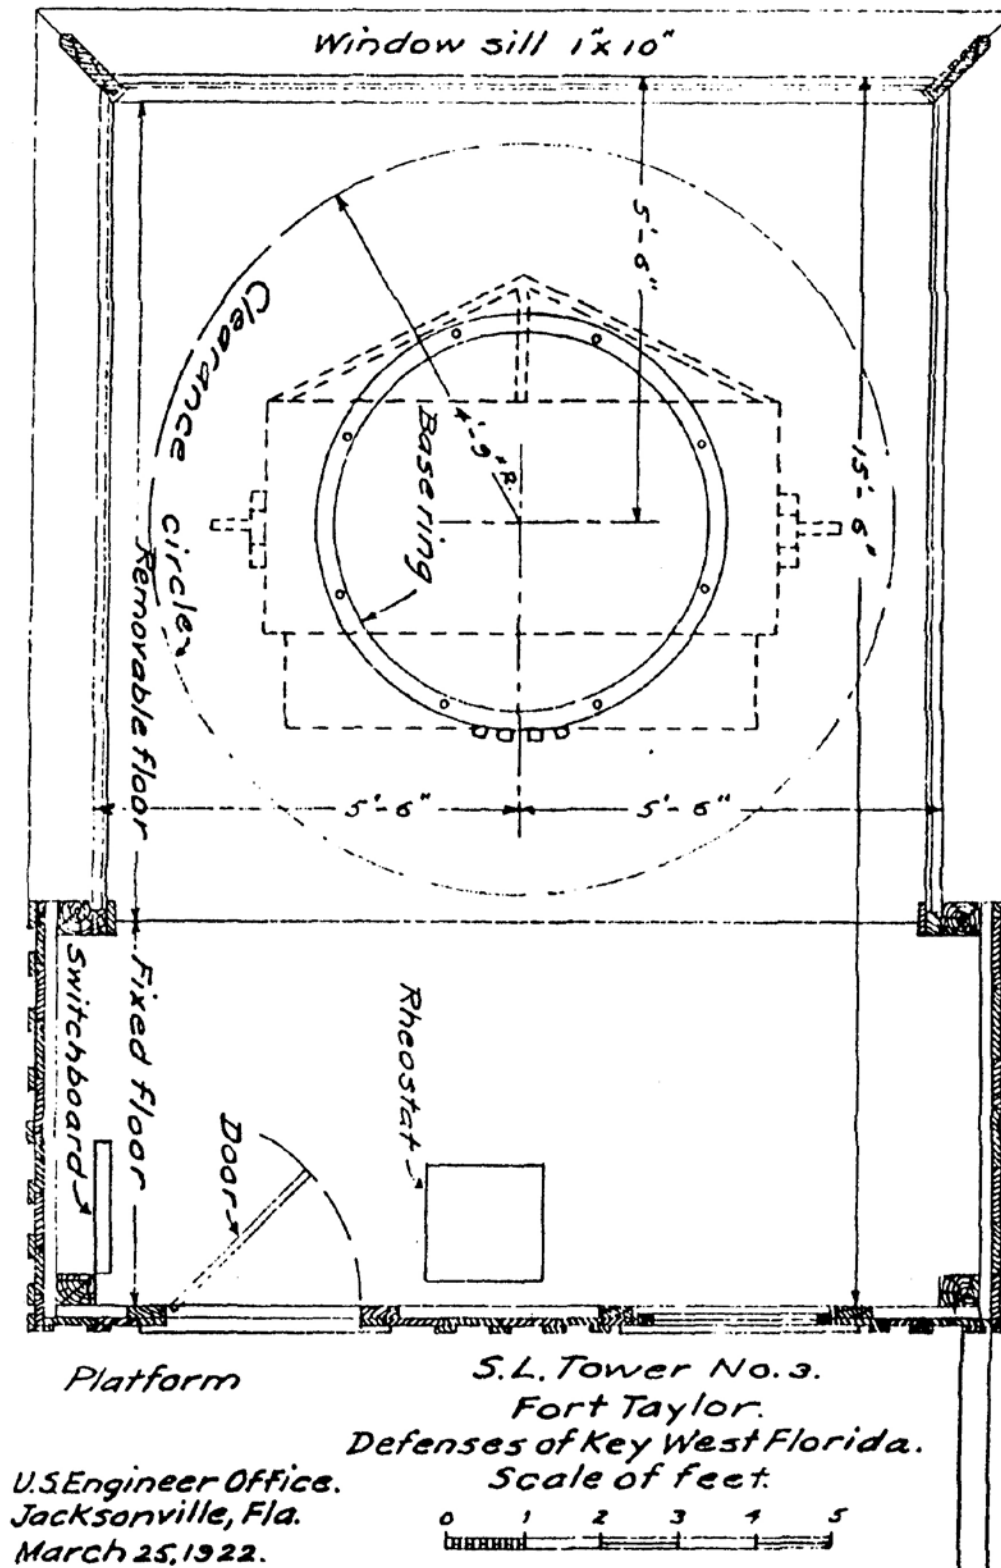 Window sill 1"x10"
5'-6"
Clearance circle
4'-9" R.
Base ring
15'-6"
Removable floor
5'-6"
5'-6"
Switchboard
Fixed floor
Door
Rheostat
Platform
S.L. Tower No.3.
Fort Taylor.
Defenses of Key West Florida.
Scale of feet.
0 1 2 3 4 5
U.S. Engineer Office.
Jacksonville, Fla.
March 25, 1922.